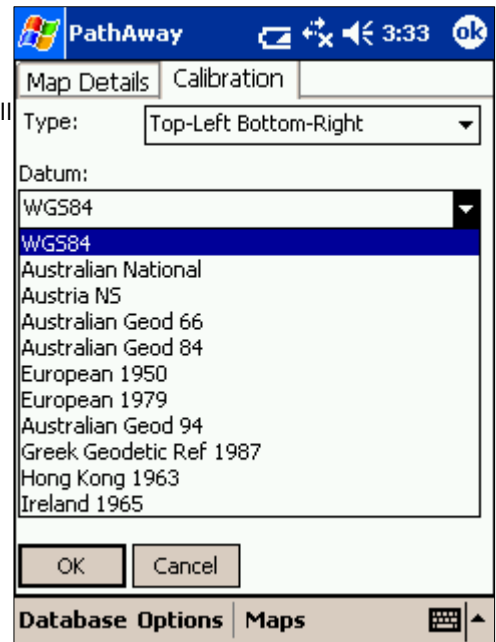 PathAway 3:33 ok
Map Details Calibration
ll
Type: Top-Left Bottom-Right
Datum:
WGS84
WGS84
Australian National
Austria NS
Australian Geod 66
Australian Geod 84
European 1950
European 1979
Australian Geod 94
Greek Geodetic Ref 1987
Hong Kong 1963
Ireland 1965
OK Cancel
Database Options Maps